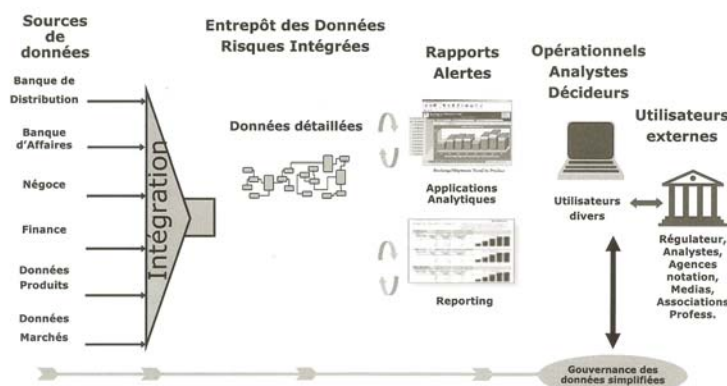 Sources
de
données
Banque de
Distribution
Banque
d'Affaires
Négoce
Finance
Données
Produits
Données
Marchés
Intégration
Entrepôt des Données
Risques Intégrées
Données détaillées
Rapports
Alertes
Applications
Analytiques
Reporting
Opérationnels
Analystes
Décideurs
Utilisateurs
divers
Utilisateurs
externes
Régulateur,
Analystes,
Agences
notation,
Medias,
Associations
Profess.
Gouvernance des
données simplifiées